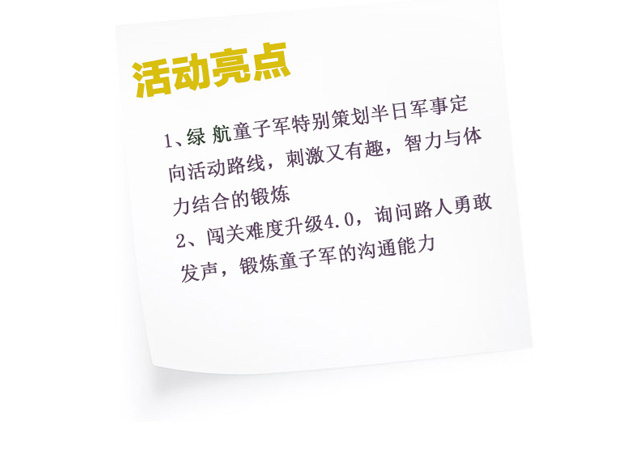 活动亮点
1、绿 航童子军特别策划半日军事定
向活动路线，刺激又有趣，智力与体
力结合的锻炼
2、闯关难度升级4.0，询问路人勇敢
发声，锻炼童子军的沟通能力